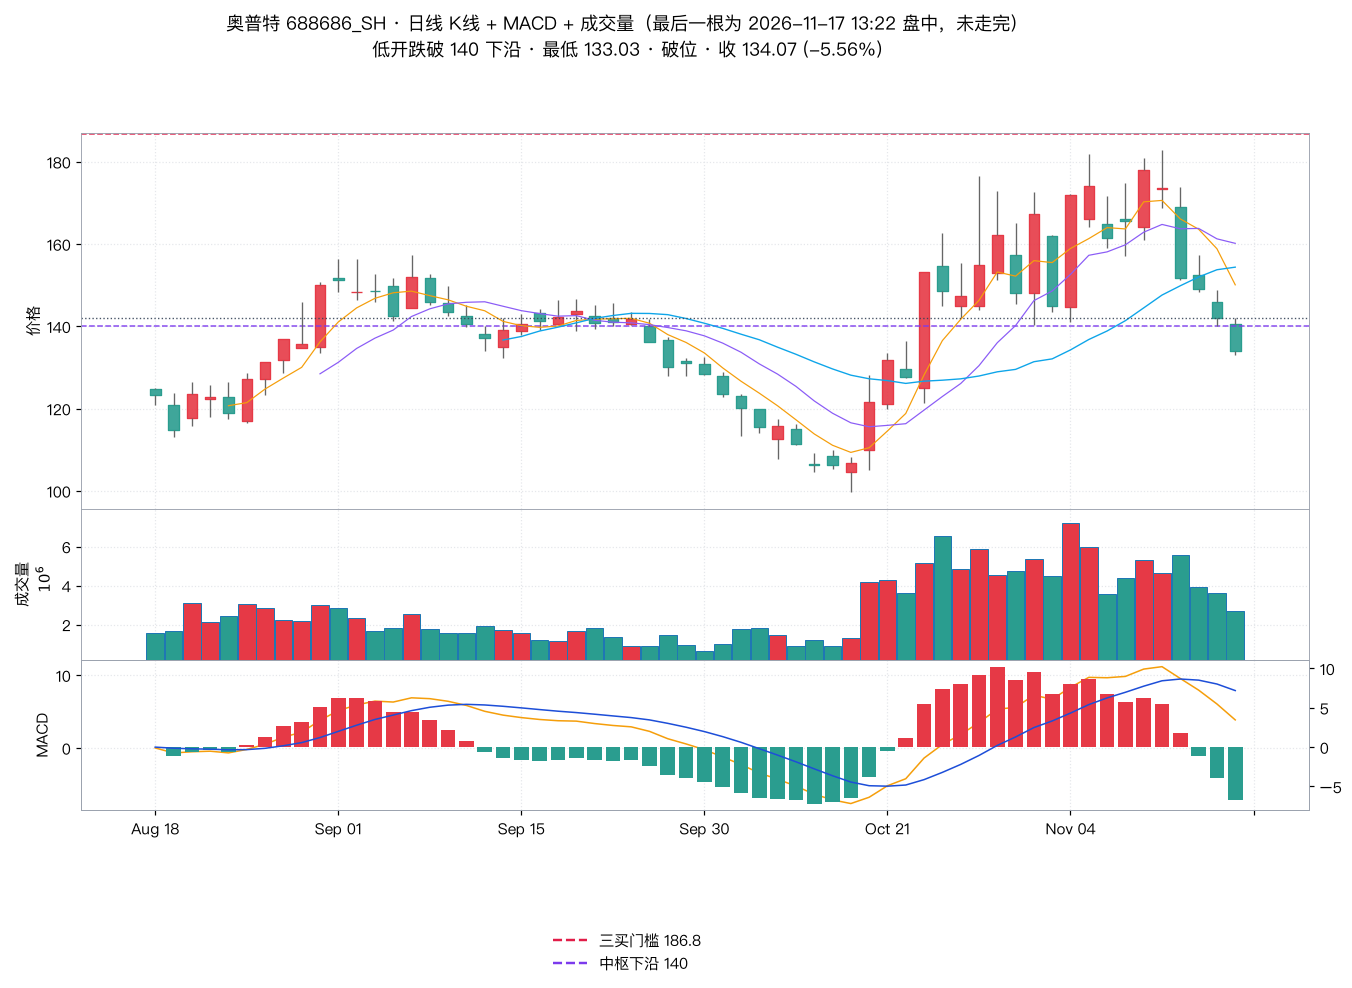 奥普特 688686_SH · 日线 K线 + MACD + 成交量（最后一根为 2026−11−17 13:22 盘中，未走完）
低开跌破 140 下沿 · 最低 133.03 · 破位 · 收 134.07 (−5.56%)
价格
180
160
140
120
100
成交量
10⁶
6
4
2
MACD
10
0
10
5
0
−5
Aug 18
Sep 01
Sep 15
Sep 30
Oct 21
Nov 04
三买门槛 186.8
中枢下沿 140